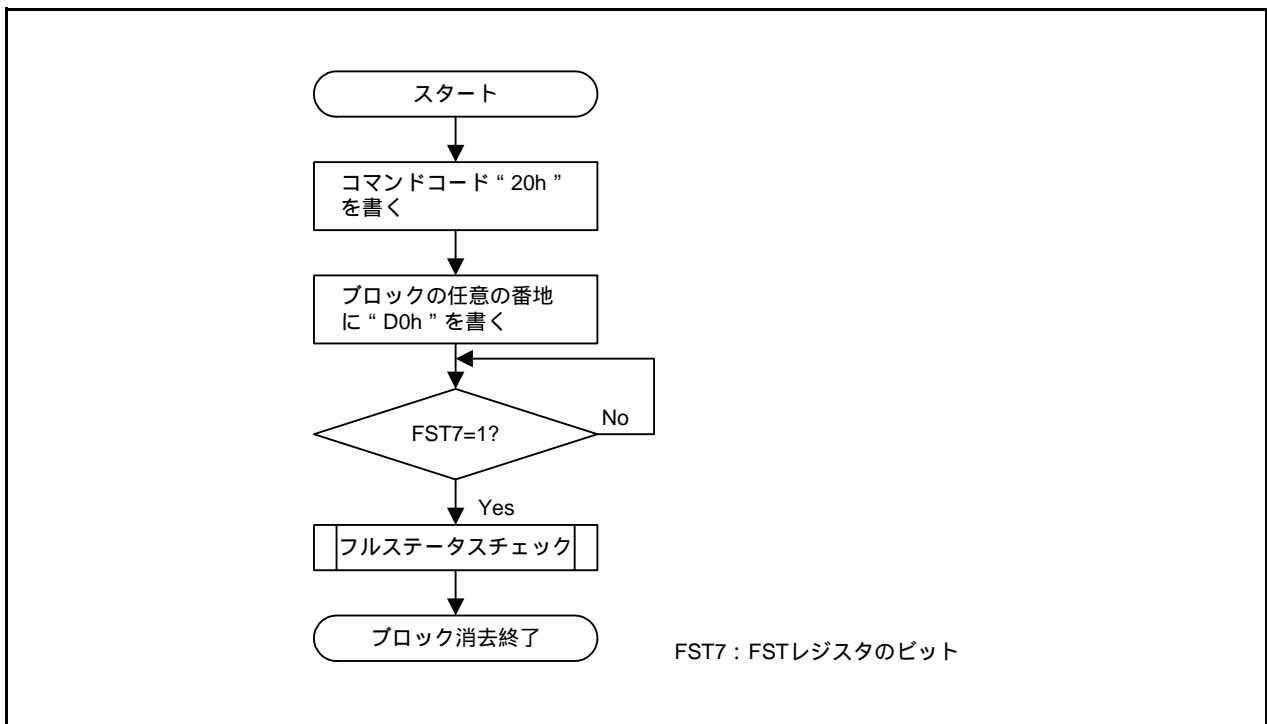 スタート
コマンドコード“ 20h ”
を書く
ブロックの任意の番地
に“ D0h ”を書く
FST7=1?
No
Yes
フルステータスチェック
ブロック消去終了
FST7：FSTレジスタのビット